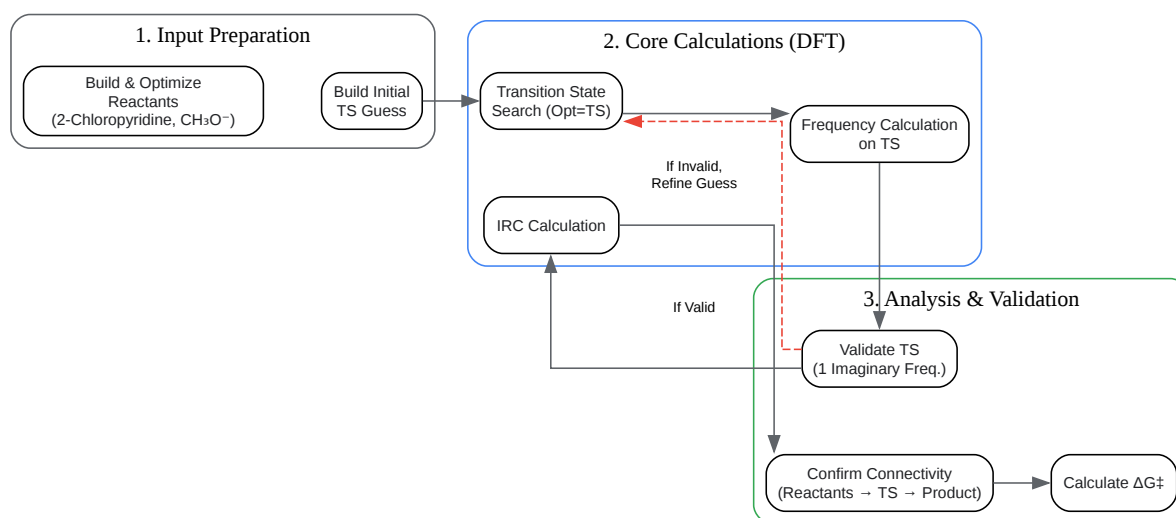 1. Input Preparation
Build & Optimize
Reactants
(2-Chloropyridine, CH₃O⁻)
Build Initial
TS Guess
2. Core Calculations (DFT)
Transition State
Search (Opt=TS)
Frequency Calculation
on TS
If Invalid,
Refine Guess
IRC Calculation
If Valid
3. Analysis & Validation
Validate TS
(1 Imaginary Freq.)
Confirm Connectivity
(Reactants → TS → Product)
Calculate ΔG‡